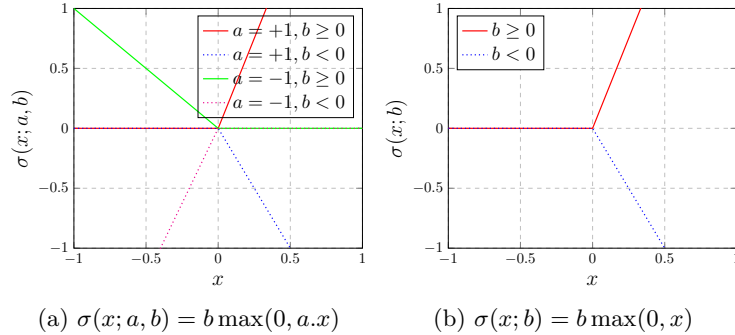 1
0.5
0
−0.5
−1
σ(x; a, b)
a = +1, b ≥ 0
a = +1, b < 0
a = −1, b ≥ 0
a = −1, b < 0
−1 −0.5 0 0.5 1
x
(a) σ(x; a, b) = b max(0, a.x)
1
0.5
0
−0.5
−1
σ(x; b)
b ≥ 0
b < 0
−1 −0.5 0 0.5 1
x
(b) σ(x; b) = b max(0, x)